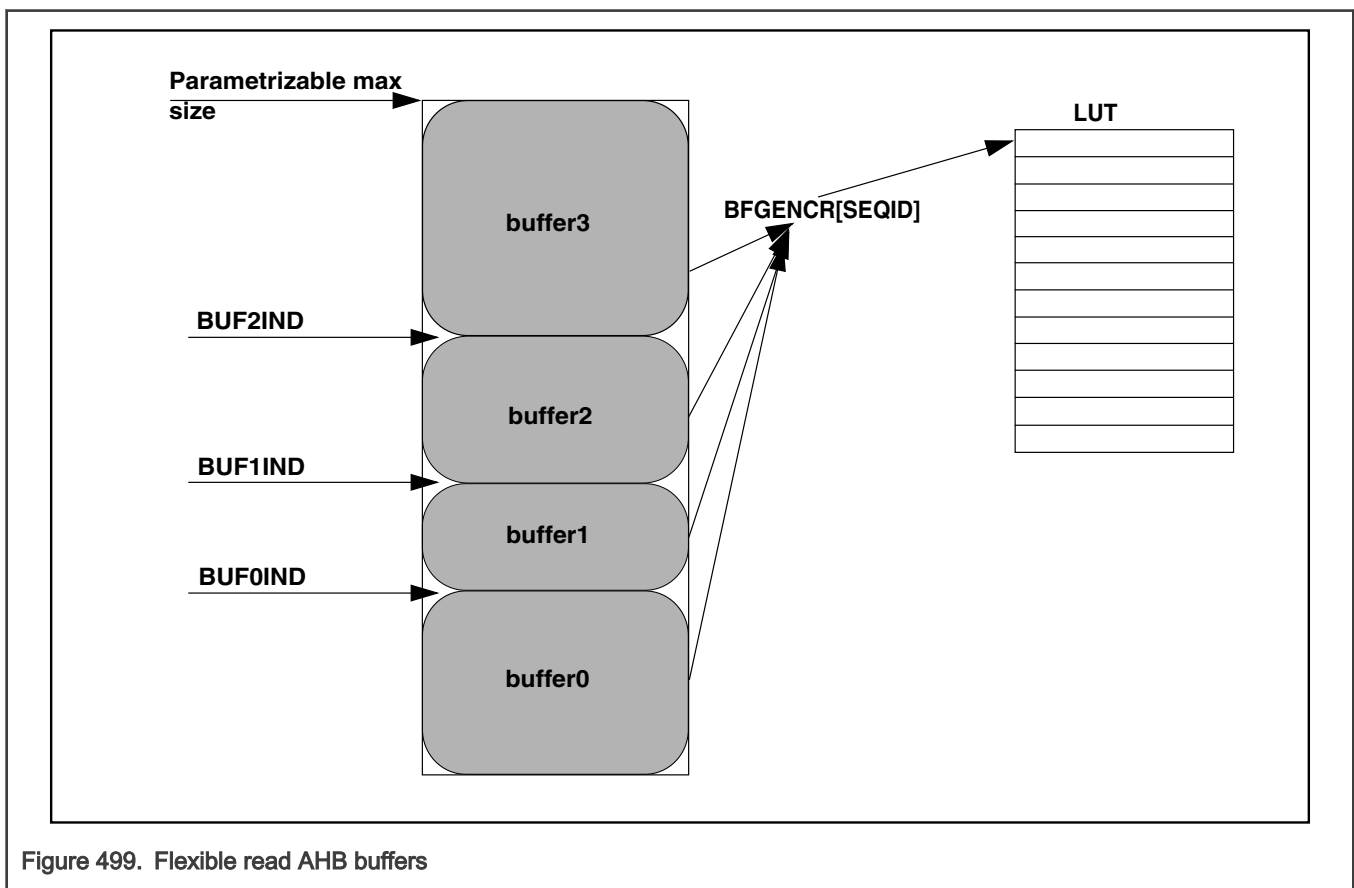 Parametrizable max
size
LUT
buffer3
BFGENCR[SEQID]
BUF2IND
buffer2
BUF1IND
buffer1
BUF0IND
buffer0
Figure 499. Flexible read AHB buffers